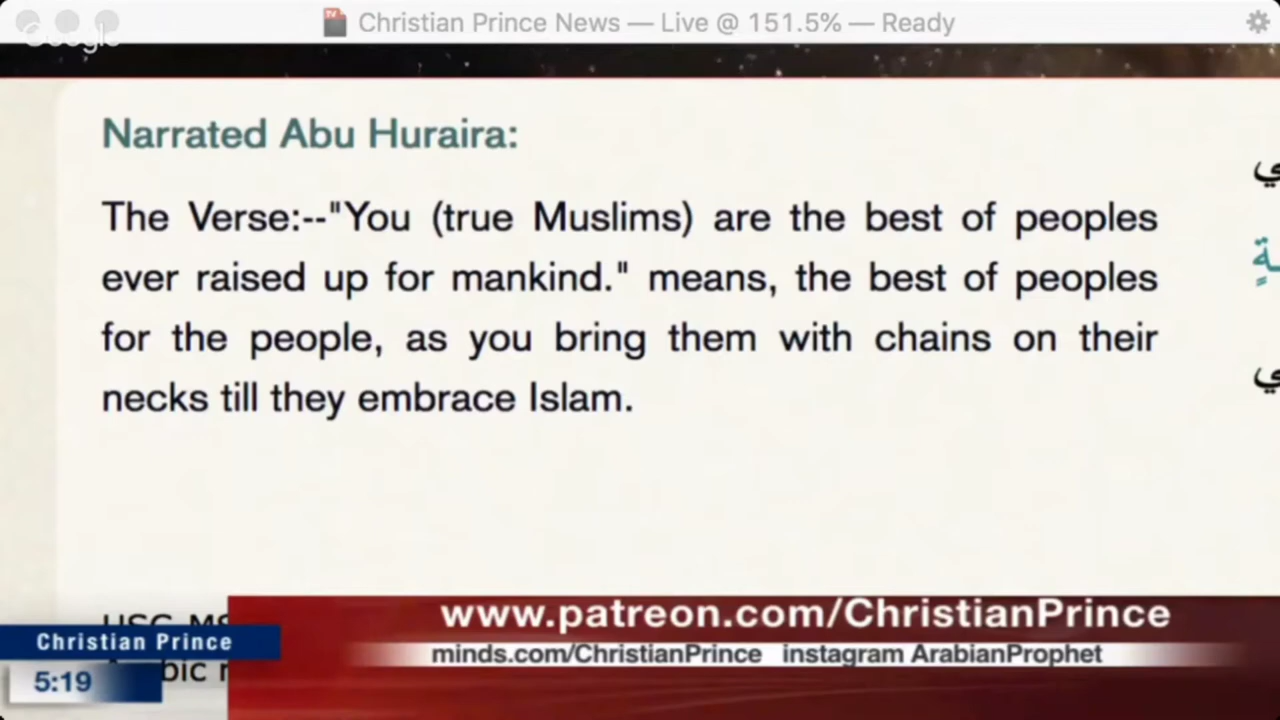 Christian Prince News — Live @ 151.5% — Ready
Google
Narrated Abu Huraira:
The Verse:--"You (true Muslims) are the best of peoples
ever raised up for mankind." means, the best of peoples
for the people, as you bring them with chains on their
necks till they embrace Islam.
ي
ةٍ
ي
www.patreon.com/ChristianPrince
Christian Prince
minds.com/ChristianPrince instagram ArabianProphet
5:19